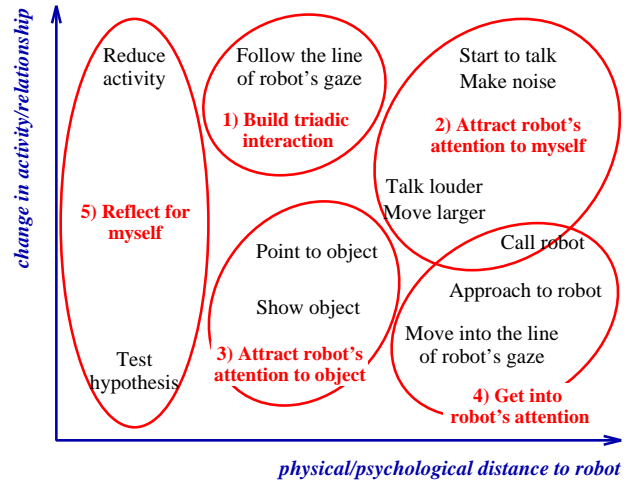 change in activity/relationship
Reduce
activity
5) Reflect for
myself
Test
hypothesis
Follow the line
of robot's gaze
1) Build triadic
interaction
Start to talk
Make noise
2) Attract robot's
attention to myself
Talk louder
Move larger
Call robot
Point to object
Show object
3) Attract robot's
attention to object
Approach to robot
Move into the line
of robot's gaze
4) Get into
robot's attention
physical/psychological distance to robot